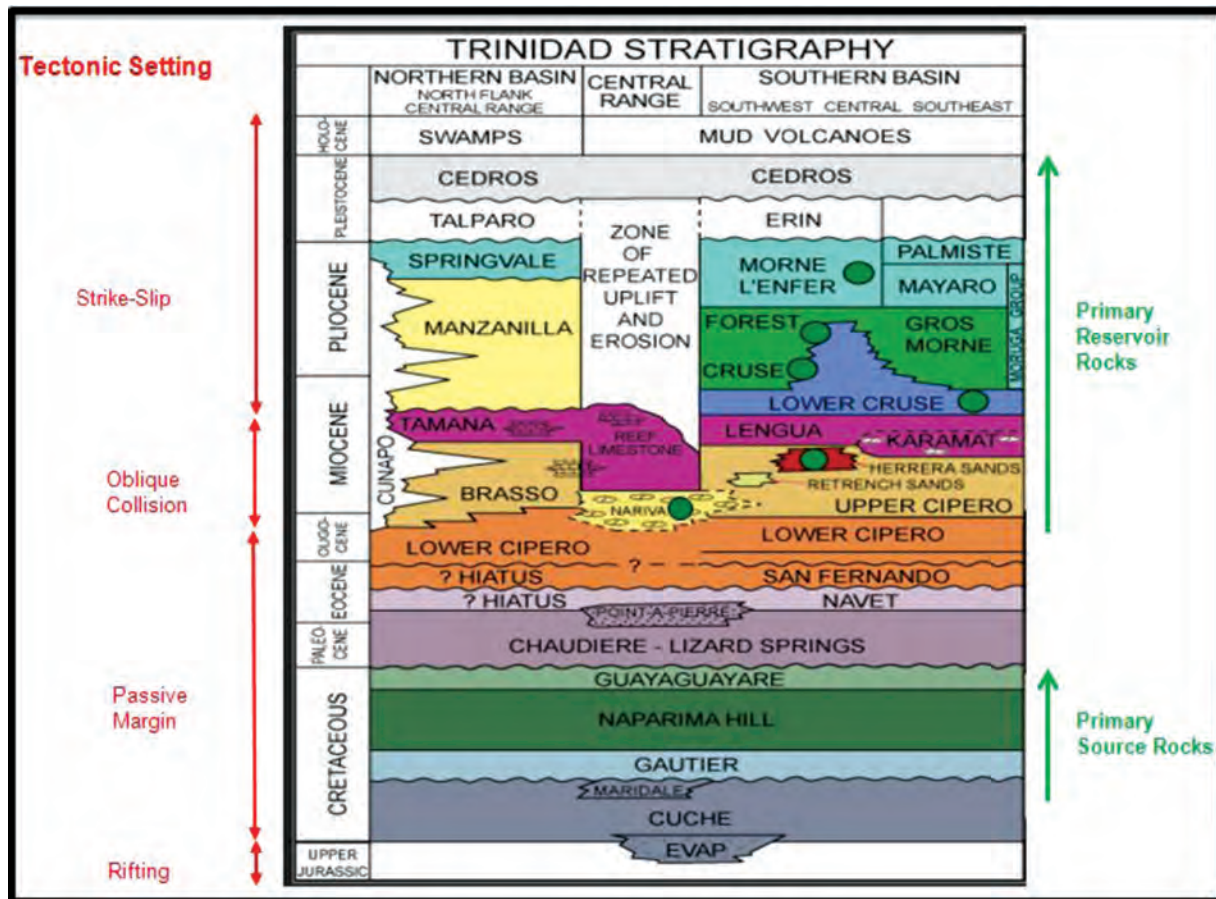 TRINIDAD STRATIGRAPHY
Tectonic Setting
NORTHERN BASIN
NORTH FLANK
CENTRAL RANGE
CENTRAL
RANGE
SOUTHERN BASIN
SOUTHWEST CENTRAL SOUTHEAST
HOLO-
CENE
SWAMPS
MUD VOLCANOES
PLEISTOCENE
CEDROS
CEDROS
TALPARO
ZONE
OF
REPEATED
UPLIFT
AND
EROSION
ERIN
PLIOCENE
SPRINGVALE
MORNE
L'ENFER
PALMISTE
MAYARO
MORUGA GROUP
Strike-Slip
MANZANILLA
FOREST
CRUSE
GROS
MORNE
Primary
Reservoir
Rocks
MIOCENE
LOWER CRUSE
TAMANA
REEF
LIMESTONE
LENGUA
KARAMAT
CUNAPO
HERRERA SANDS
RETRENCH SANDS
Oblique
Collision
BRASSO
NARIVA
UPPER CIPERO
OLIGO-
CENE
LOWER CIPERO
LOWER CIPERO
EOCENE
? HIATUS
?
SAN FERNANDO
? HIATUS
NAVET
POINT-A-PIERRE
PALEO-
CENE
CHAUDIERE - LIZARD SPRINGS
CRETACEOUS
GUAYAGUAYARE
Passive
Margin
NAPARIMA HILL
Primary
Source Rocks
GAUTIER
MARIDALE
CUCHE
UPPER
JURASSIC
EVAP
Rifting